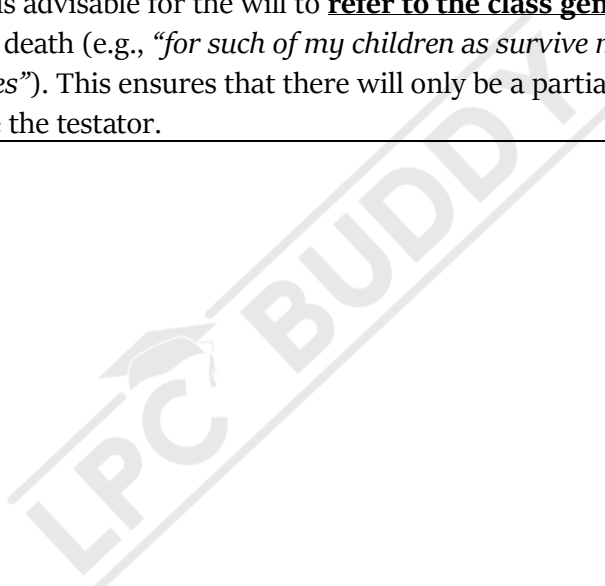 is advisable for the will to refer to the class gen
death (e.g., “for such of my children as survive
es”). This ensures that there will only be a partia
the testator.
LPC BUDDY